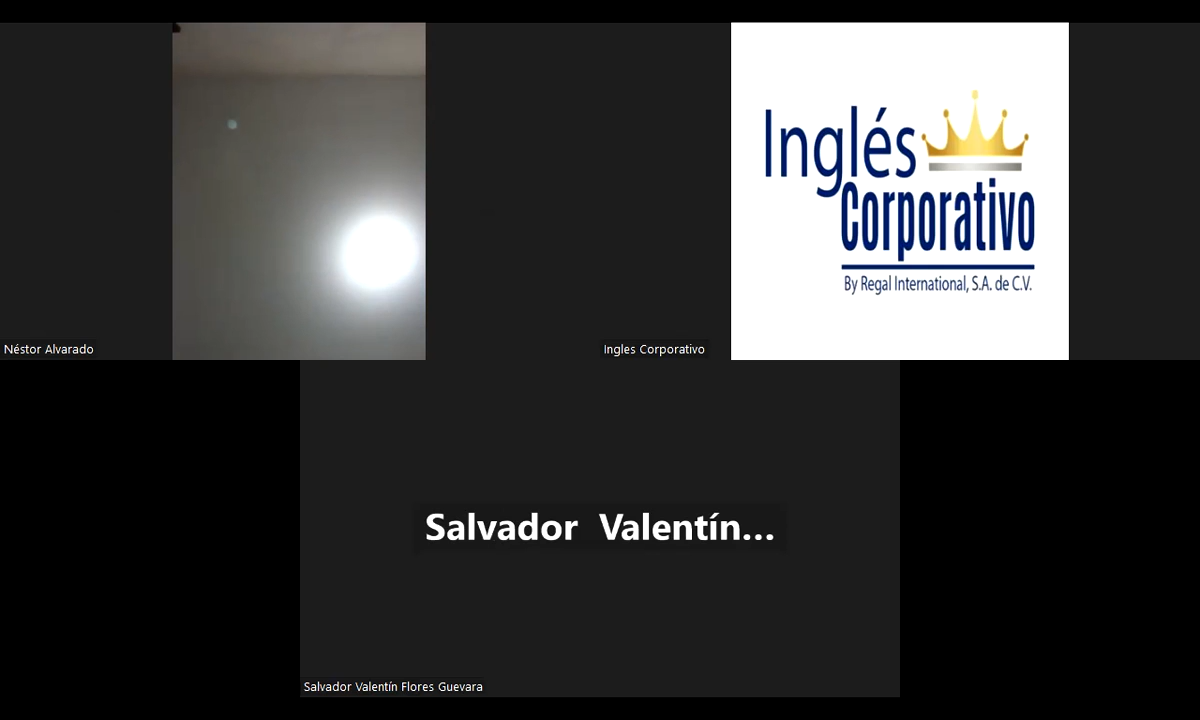 Inglés
Corporativo
By Regal International, S.A. de C.V.
Néstor Alvarado
Ingles Corporativo
Salvador Valentín...
Salvador Valentín Flores Guevara